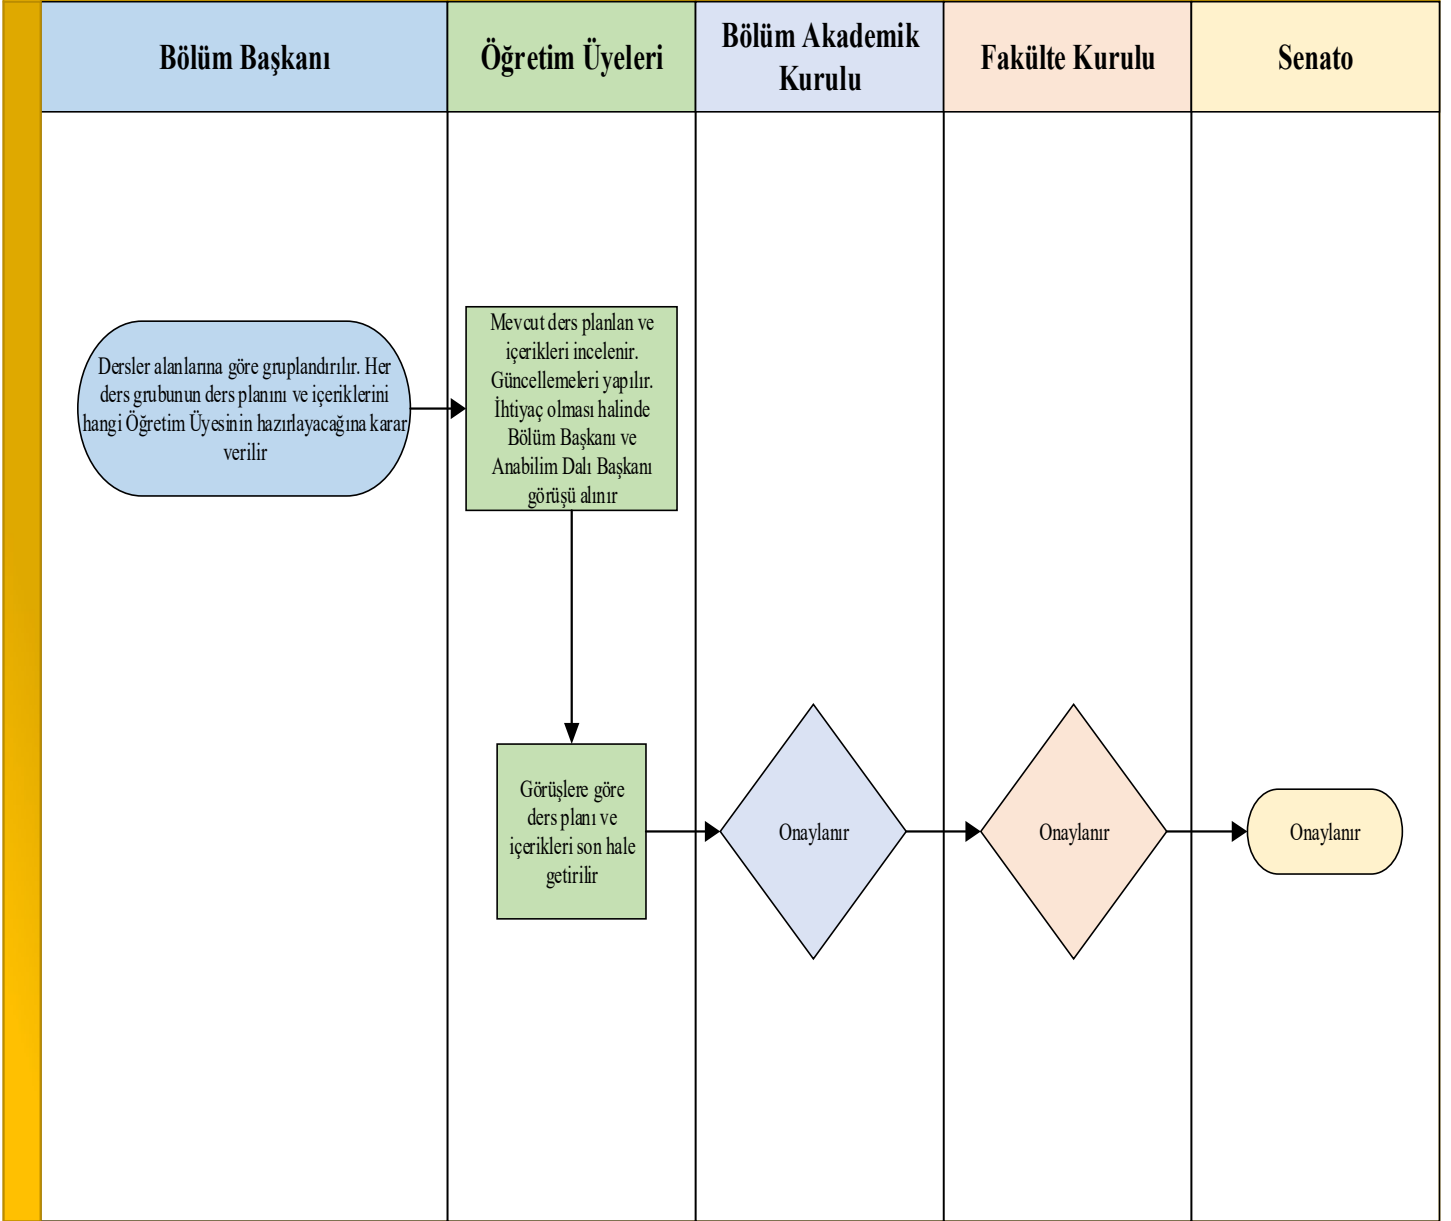 Bölüm Başkanı
Öğretim Üyeleri
Bölüm Akademik
Kurulu
Fakülte Kurulu
Senato
Dersler alanlarına göre gruplandırılır. Her
ders grubunun ders planını ve içeriklerini
hangi Öğretim Üyesinin hazırlayacağına karar
verilir
Mevcut ders planları ve
içerikleri incelenir.
Güncellemeleri yapılır.
İhtiyaç olması halinde
Bölüm Başkanı ve
Anabilim Dalı Başkanı
görüşü alınır
Görüşlere göre
ders planı ve
içerikleri son hale
getirilir
Onaylanır
Onaylanır
Onaylanır